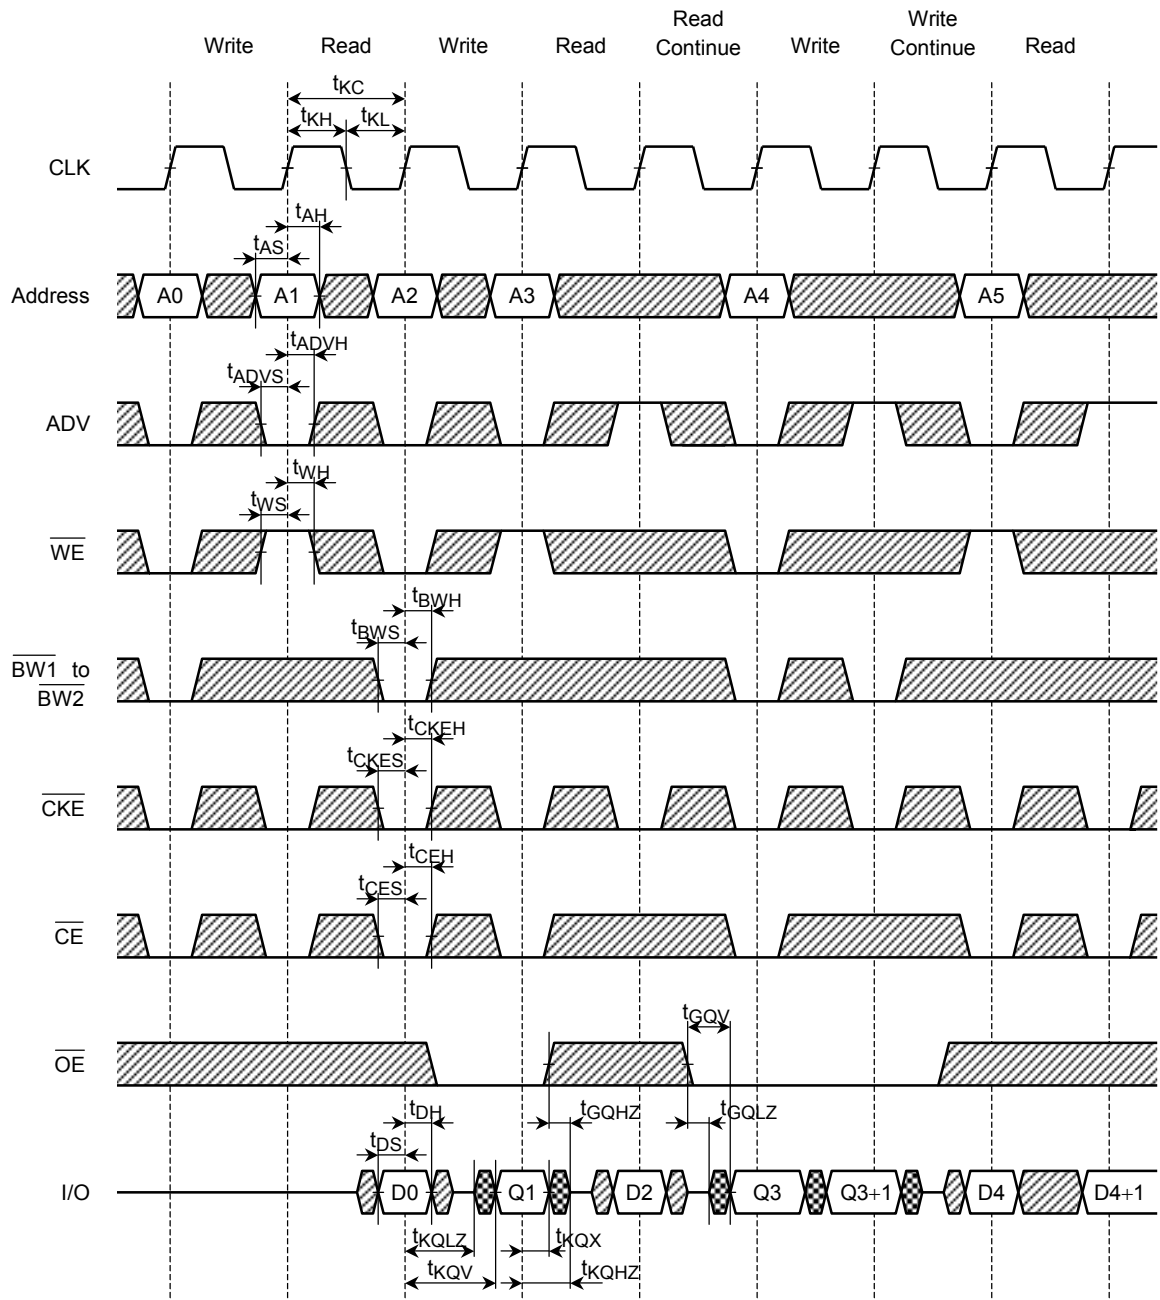 Write Read Write Read Read Continue Write Write Continue Read
tKC
tKH tKL
CLK
tAH
tAS
Address A0 A1 A2 A3 A4 A5
tADVH
tADVS
ADV
tWH
tWS
WE
tBWH
tBWS
BW1 to
BW2
tCKEH
tCKES
CKE
tCEH
tCES
CE
tGQV
OE
tDH tGQHZ tGQLZ
tDS
I/O D0 Q1 D2 Q3 Q3+1 D4 D4+1
tKQLZ tKQX
tKQV tKQHZ